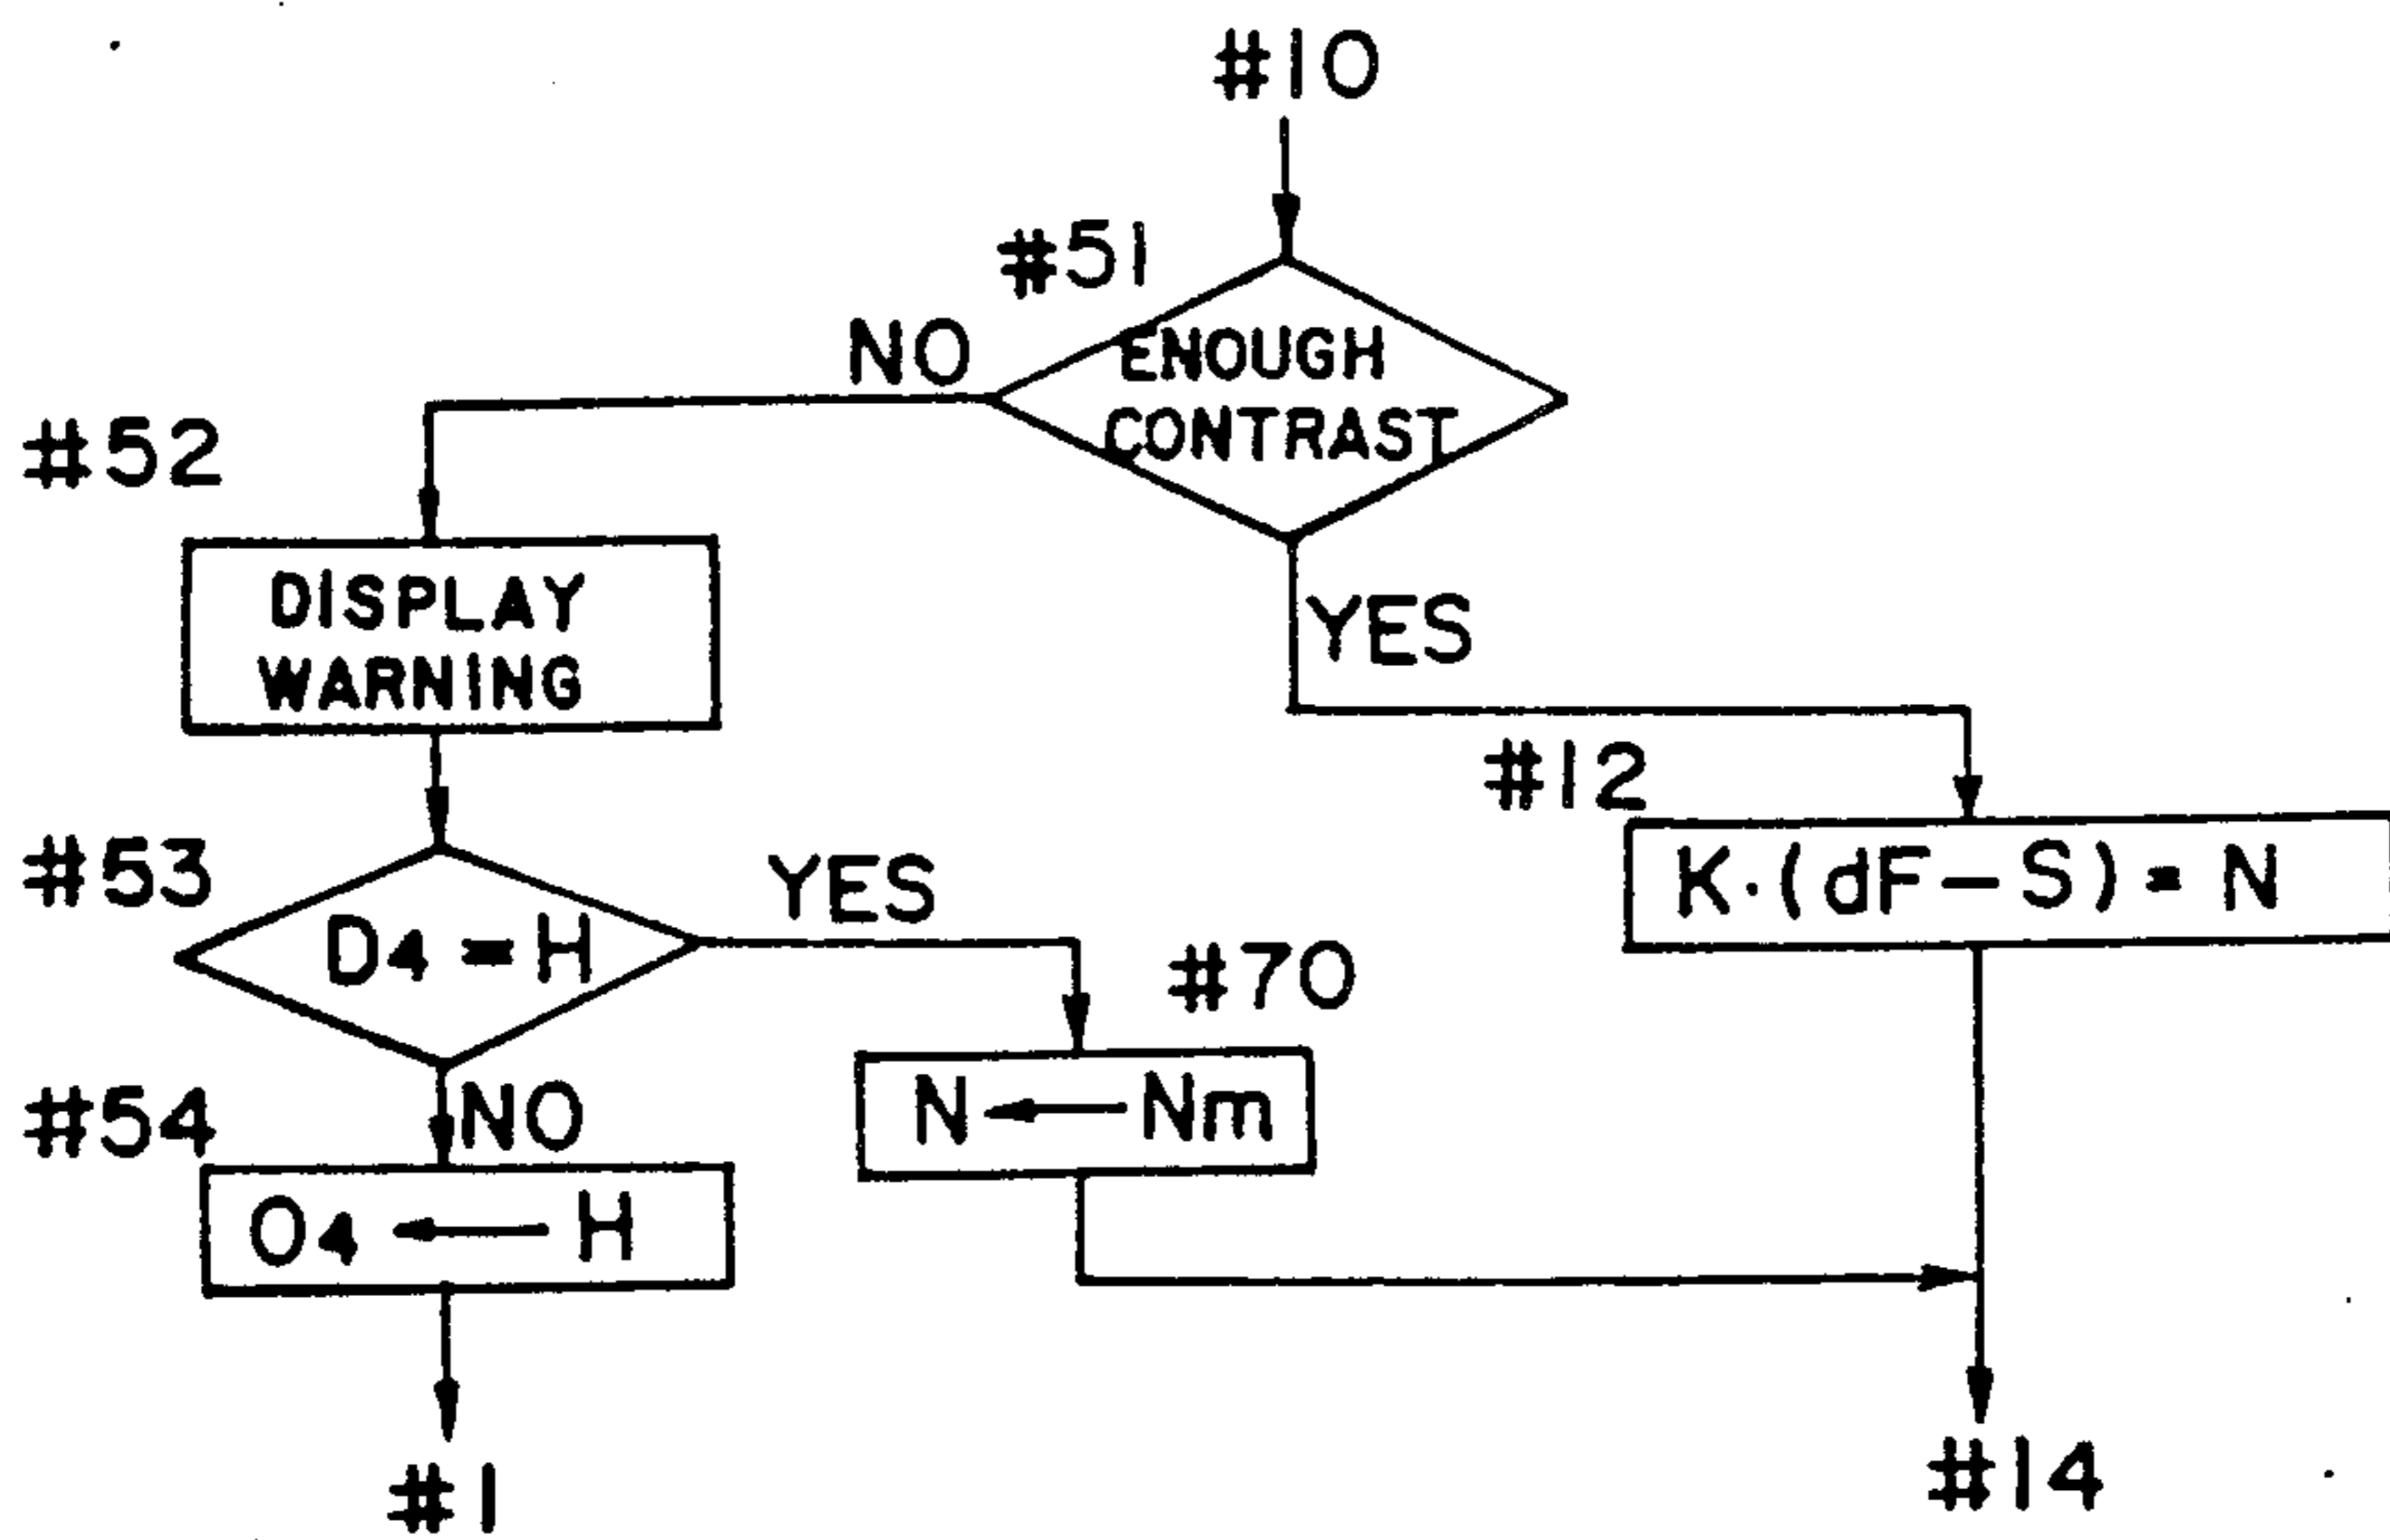 #10
#51
NO
ENOUGH
CONTRAST
#52
DISPLAY
WARNING
YES
#12
K·(dF−S)=N
#53
D4=H
YES
#70
N←Nm
#54
NO
O4←H
#1
#14